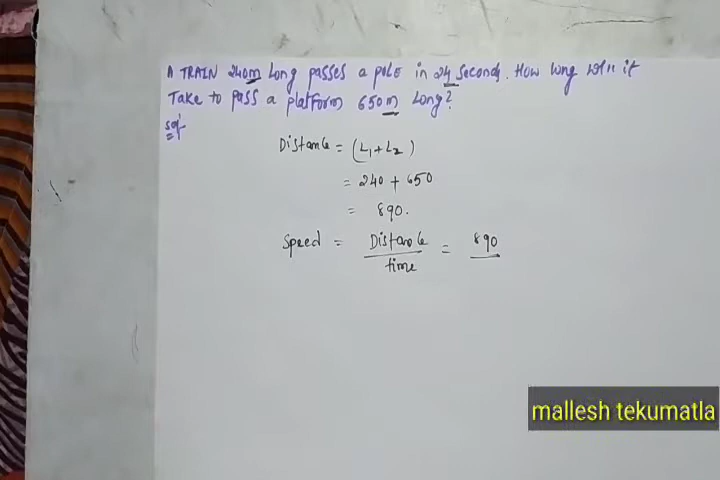 A TRAIN 240m Long passes a pole in 24 seconds. How long will it
Take to pass a platform 650m Long?
Sol
Distance = (L₁+L₂)
= 240 + 650
= 890.
Speed = Distance / time = 890
mallesh tekumatla